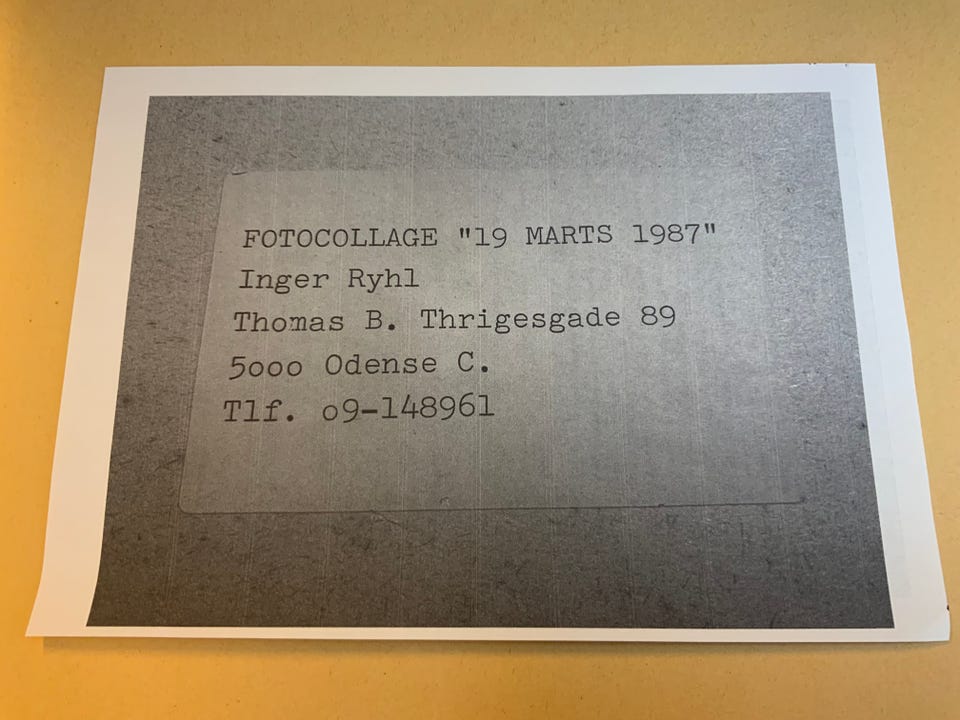 FOTOCOLLAGE "19 MARTS 1987"
Inger Ryhl
Thomas B. Thrigesgade 89
5ooo Odense C.
Tlf. o9-148961